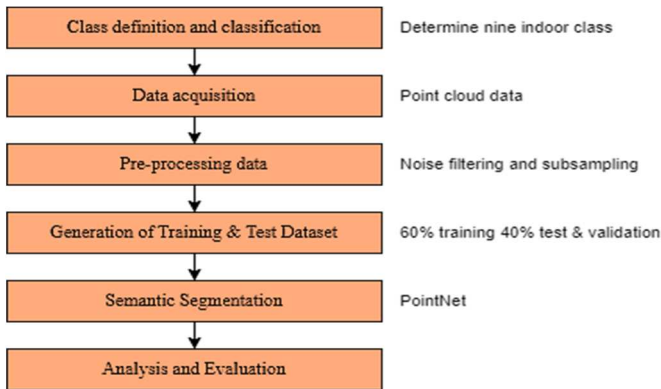 Class definition and classification
Determine nine indoor class
Data acquisition
Point cloud data
Pre-processing data
Noise filtering and subsampling
Generation of Training & Test Dataset
60% training 40% test & validation
Semantic Segmentation
PointNet
Analysis and Evaluation